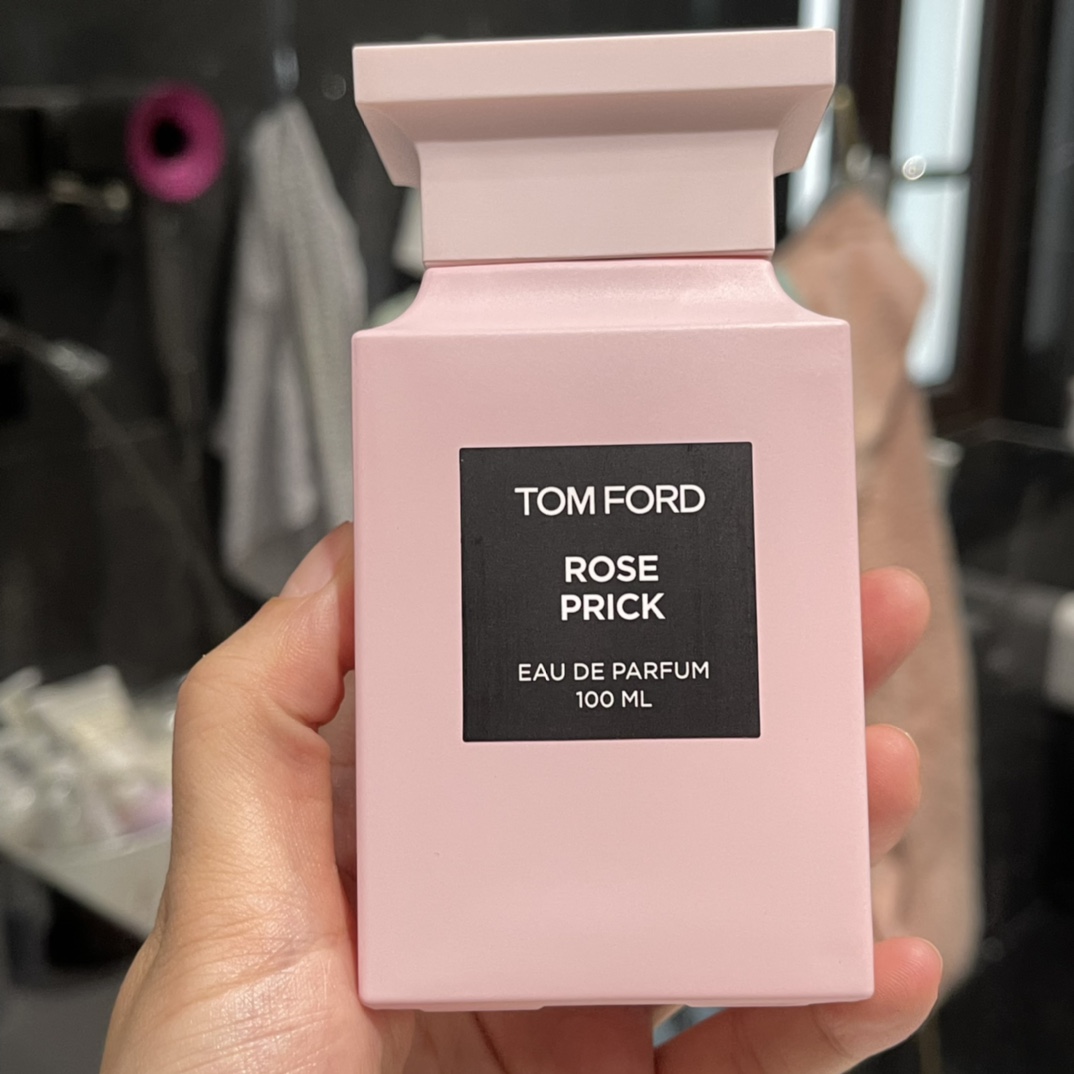 TOM FORD
ROSE
PRICK
EAU DE PARFUM
100 ML